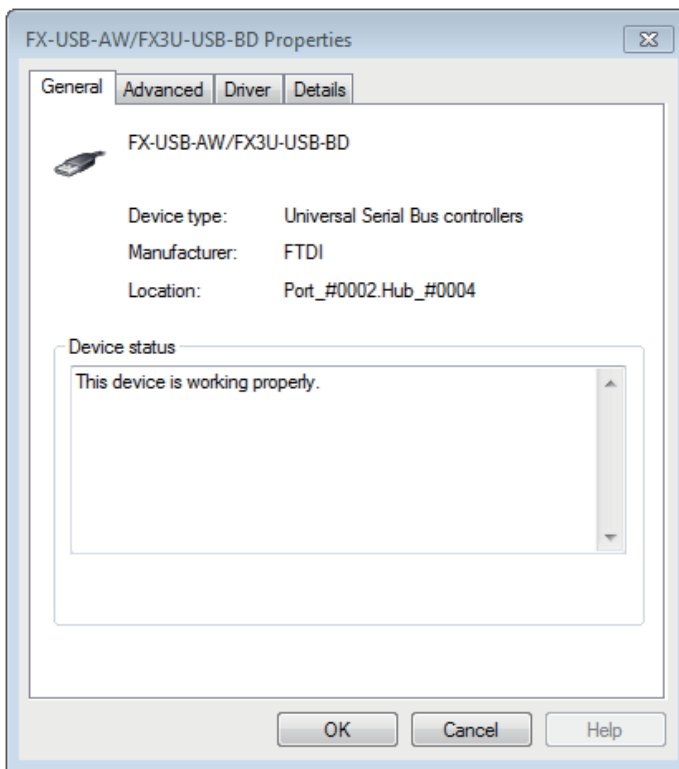 FX-USB-AW/FX3U-USB-BD Properties
General Advanced Driver Details
FX-USB-AW/FX3U-USB-BD
Device type: Universal Serial Bus controllers
Manufacturer: FTDI
Location: Port_#0002.Hub_#0004
Device status
This device is working properly.
OK Cancel Help